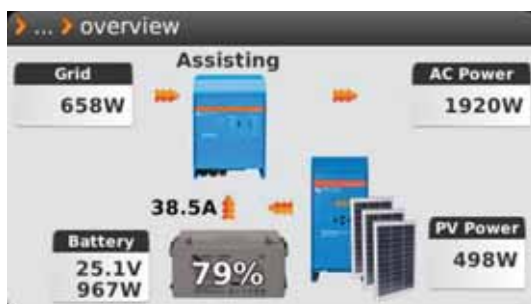 ... overview
Assisting
Grid
658W
AC Power
1920W
38.5A
Battery
25.1V
967W
79%
PV Power
498W